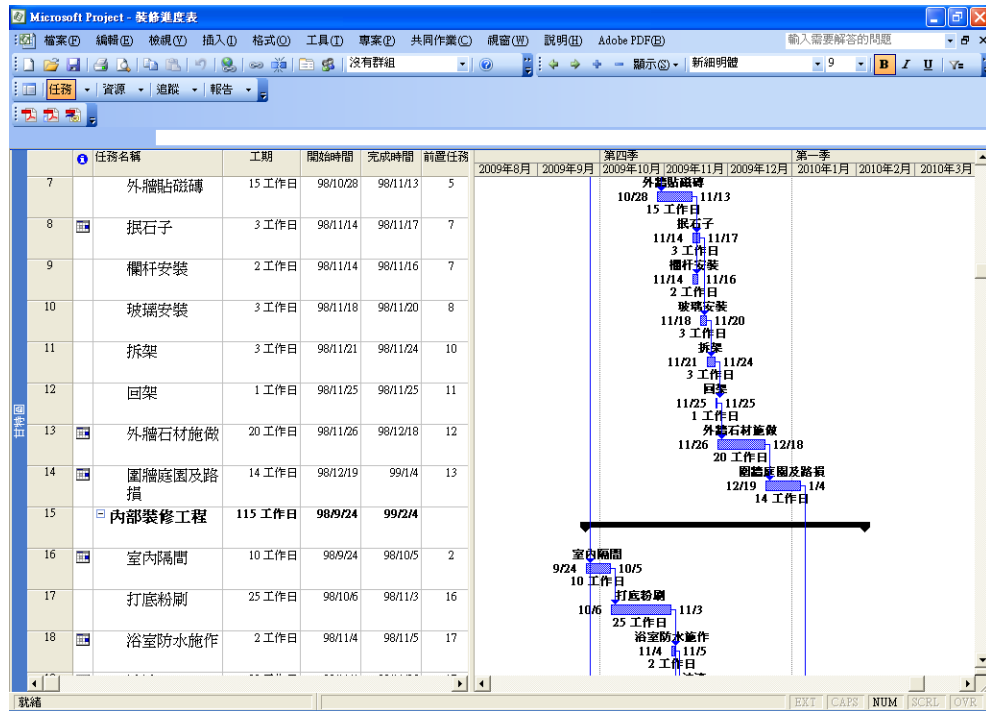 Microsoft Project - 裝修進度表
檔案(F) 編輯(E) 檢視(V) 插入(I) 格式(O) 工具(T) 專案(P) 共同作業(C) 視窗(W) 說明(H) Adobe PDF(B) 輸入需要解答的問題
沒有群組 顯示(S) 新細明體 9 B I U
任務 資源 追蹤 報告
任務名稱 工期 開始時間 完成時間 前置任務
第四季 第一季
2009年8月 2009年9月 2009年10月 2009年11月 2009年12月 2010年1月 2010年2月 2010年3月
7 外牆貼磁磚 15 工作日 98/10/28 98/11/13 5
外牆貼磁磚
10/28 11/13
15 工作日
8 抿石子 3 工作日 98/11/14 98/11/17 7
抿石子
11/14 11/17
3 工作日
9 欄杆安裝 2 工作日 98/11/14 98/11/16 7
欄杆安裝
11/14 11/16
2 工作日
10 玻璃安裝 3 工作日 98/11/18 98/11/20 8
玻璃安裝
11/18 11/20
3 工作日
11 拆架 3 工作日 98/11/21 98/11/24 10
拆架
11/21 11/24
3 工作日
12 回架 1 工作日 98/11/25 98/11/25 11
回架
11/25 11/25
1 工作日
13 外牆石材施做 20 工作日 98/11/26 98/12/18 12
外牆石材施做
11/26 12/18
20 工作日
14 圍牆庭園及路損 14 工作日 98/12/19 99/1/4 13
圍牆庭園及路損
12/19 1/4
14 工作日
15 內部裝修工程 115 工作日 98/9/24 99/2/4
16 室內隔間 10 工作日 98/9/24 98/10/5 2
室內隔間
9/24 10/5
10 工作日
17 打底粉刷 25 工作日 98/10/6 98/11/3 16
打底粉刷
10/6 11/3
25 工作日
18 浴室防水施作 2 工作日 98/11/4 98/11/5 17
浴室防水施作
11/4 11/5
2 工作日
甘特圖
就緒 EXT CAPS NUM SCRL OVR